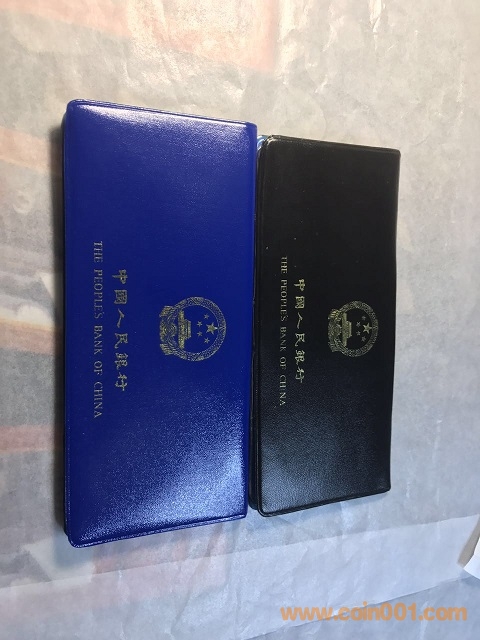 中國人民銀行
THE PEOPLE'S BANK OF CHINA
中國人民銀行
THE PEOPLE'S BANK OF CHINA
www.coin001.com